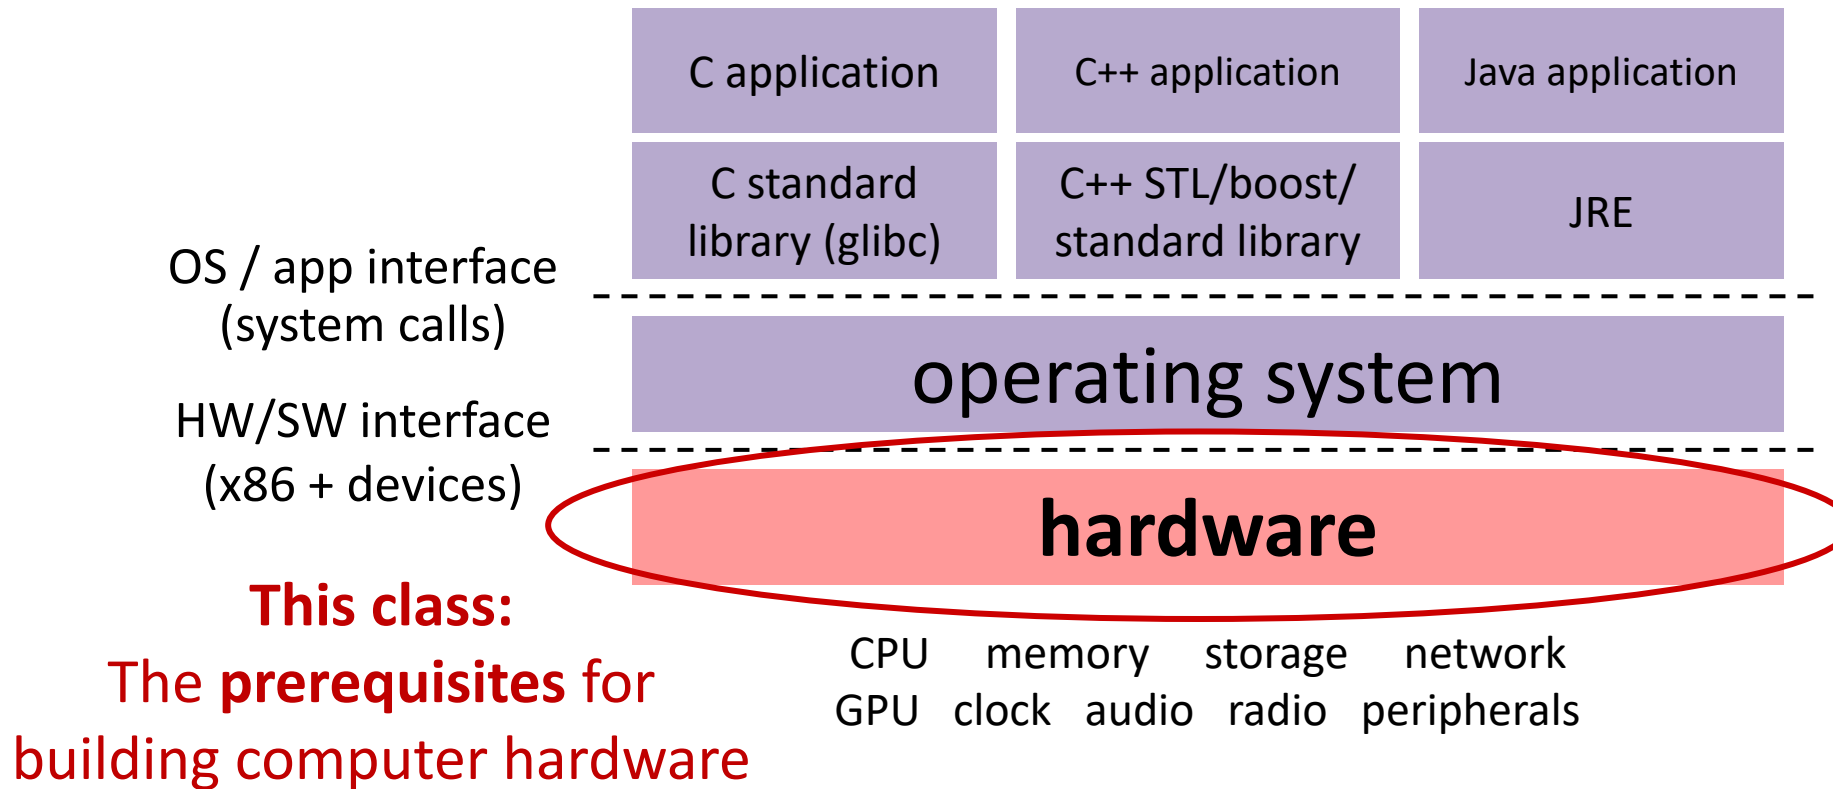 C application
C++ application
Java application
C standard
library (glibc)
C++ STL/boost/
standard library
JRE
OS / app interface
(system calls)
operating system
HW/SW interface
(x86 + devices)
hardware
This class:
The prerequisites for
building computer hardware
CPU memory storage network
GPU clock audio radio peripherals